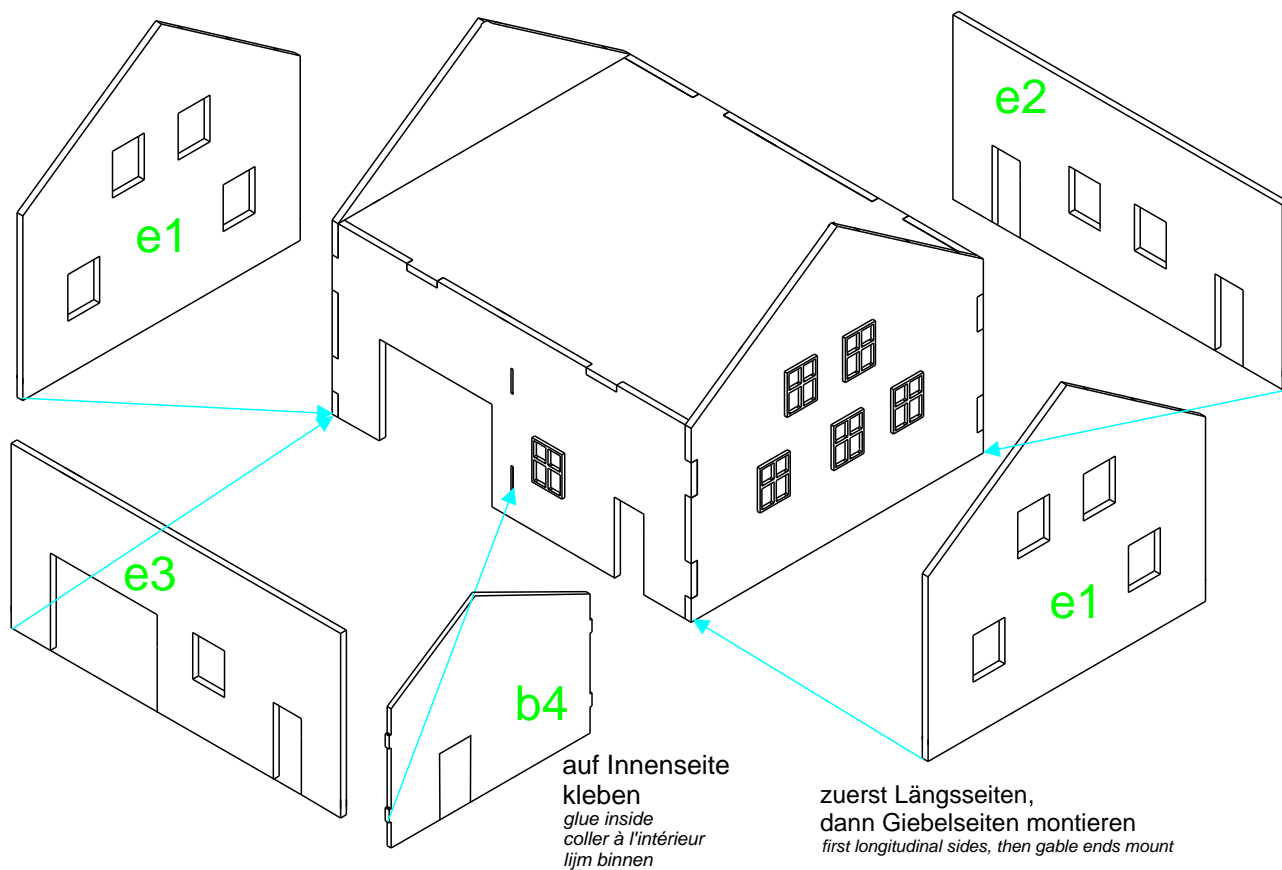 e1
e2
e3
b4
e1
auf Innenseite
kleben
glue inside
coller à l'intérieur
lijm binnen
zuerst Längsseiten,
dann Giebelseiten montieren
first longitudinal sides, then gable ends mount